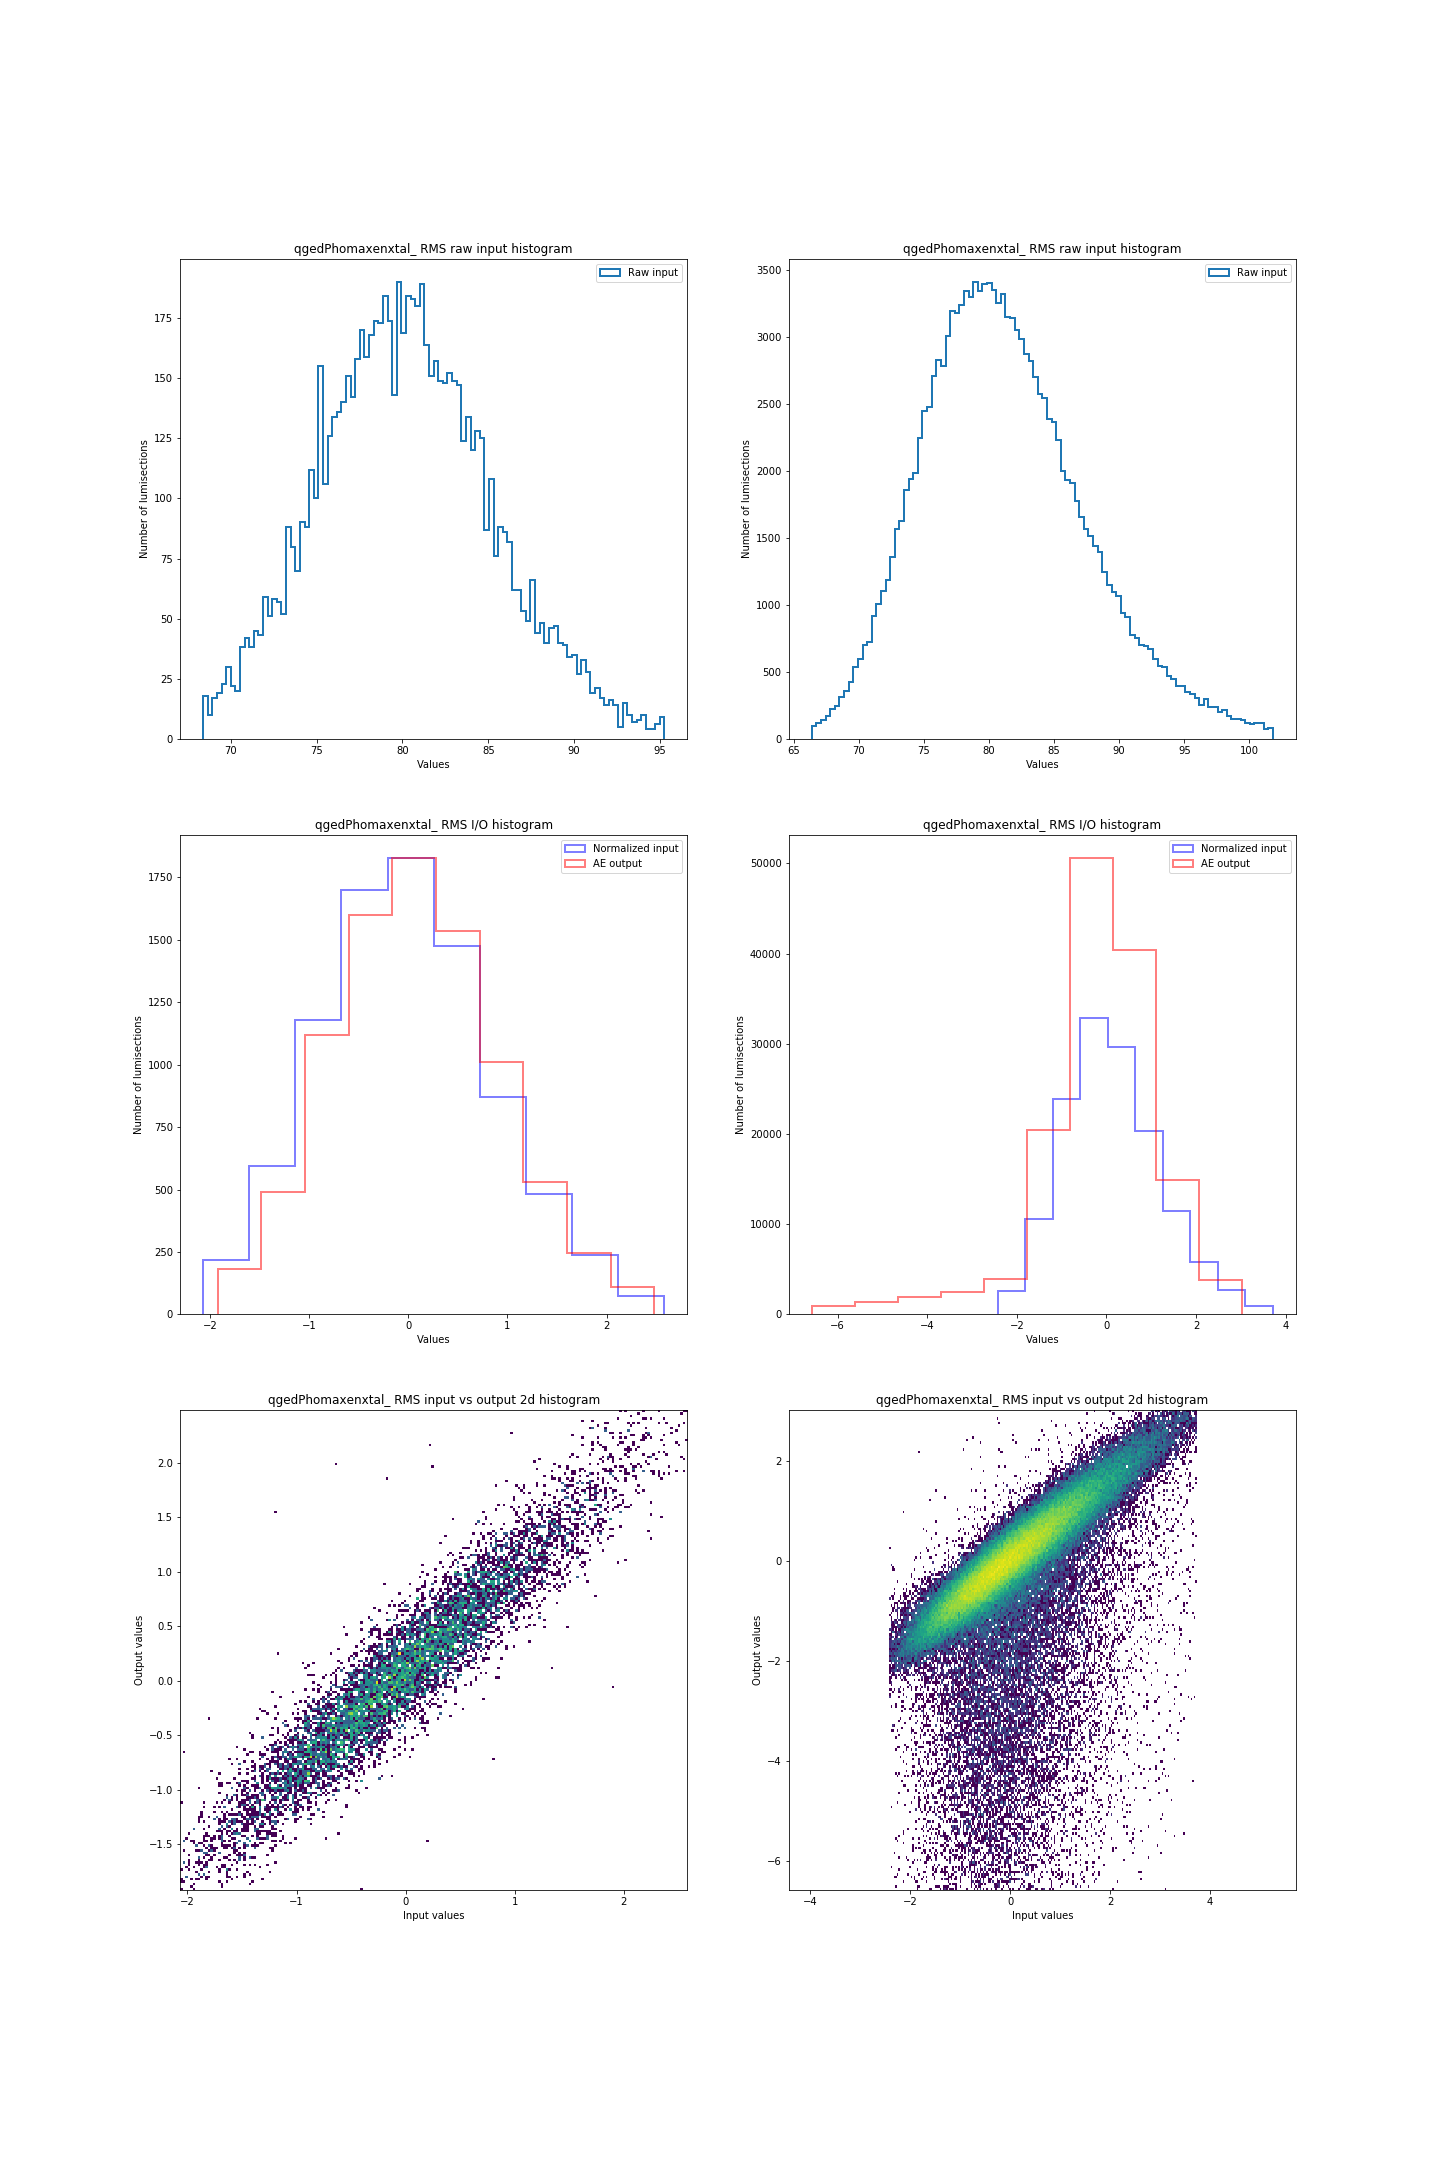 qgedPhomaxenxtal_ RMS raw input histogram
Raw input
Number of lumisections
175
150
125
100
75
50
25
0
70 75 80 85 90 95
Values
qgedPhomaxenxtal_ RMS raw input histogram
Raw input
Number of lumisections
3500
3000
2500
2000
1500
1000
500
0
65 70 75 80 85 90 95 100
Values
qgedPhomaxenxtal_ RMS I/O histogram
Normalized input
AE output
Number of lumisections
1750
1500
1250
1000
750
500
250
0
−2 −1 0 1 2
Values
qgedPhomaxenxtal_ RMS I/O histogram
Normalized input
AE output
Number of lumisections
50000
40000
30000
20000
10000
0
−6 −4 −2 0 2 4
Values
qgedPhomaxenxtal_ RMS input vs output 2d histogram
Output values
2.0
1.5
1.0
0.5
0.0
−0.5
−1.0
−1.5
−2 −1 0 1 2
Input values
qgedPhomaxenxtal_ RMS input vs output 2d histogram
Output values
2
0
−2
−4
−6
−4 −2 0 2 4
Input values